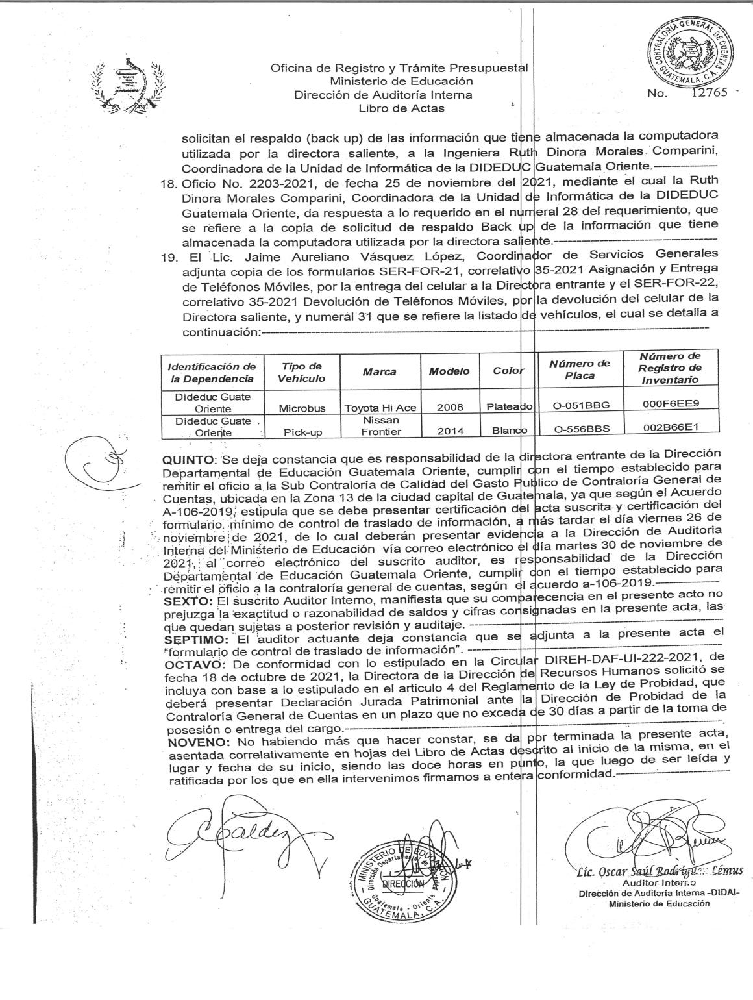 CONTRALORIA GENERAL DE CUENTAS
GUATEMALA, C.A.
Oficina de Registro y Trámite Presupuestal
Ministerio de Educación
Dirección de Auditoría Interna
Libro de Actas
No. 12765
solicitan el respaldo (back up) de las información que tiene almacenada la computadora
utilizada por la directora saliente, a la Ingeniera Ruth Dinora Morales Comparini,
Coordinadora de la Unidad de Informática de la DIDEDUC Guatemala Oriente.---------------
18. Oficio No. 2203-2021, de fecha 25 de noviembre del 2021, mediante el cual la Ruth
Dinora Morales Comparini, Coordinadora de la Unidad de Informática de la DIDEDUC
Guatemala Oriente, da respuesta a lo requerido en el numeral 28 del requerimiento, que
se refiere a la copia de solicitud de respaldo Back up de la información que tiene
almacenada la computadora utilizada por la directora saliente.------------------------------------
19. El Lic. Jaime Aureliano Vásquez López, Coordinador de Servicios Generales
adjunta copia de los formularios SER-FOR-21, correlativo 35-2021 Asignación y Entrega
de Teléfonos Móviles, por la entrega del celular a la Directora entrante y el SER-FOR-22,
correlativo 35-2021 Devolución de Teléfonos Móviles, por la devolución del celular de la
Directora saliente, y numeral 31 que se refiere la listado de vehículos, el cual se detalla a
continuación:----------------------------------------------------------------------------------------------------
Identificación de la Dependencia | Tipo de Vehículo | Marca | Modelo | Color | Número de Placa | Número de Registro de Inventario
Dideduc Guate Oriente | Microbus | Toyota Hi Ace | 2008 | Plateado | O-051BBG | 000F6EE9
Dideduc Guate Oriente | Pick-up | Nissan Frontier | 2014 | Blanco | O-556BBS | 002B66E1
QUINTO: Se deja constancia que es responsabilidad de la directora entrante de la Dirección
Departamental de Educación Guatemala Oriente, cumplir con el tiempo establecido para
remitir el oficio a la Sub Contraloría de Calidad del Gasto Publico de Contraloría General de
Cuentas, ubicada en la Zona 13 de la ciudad capital de Guatemala, ya que según el Acuerdo
A-106-2019, estipula que se debe presentar certificación del acta suscrita y certificación del
formulario mínimo de control de traslado de información, a más tardar el día viernes 26 de
noviembre de 2021, de lo cual deberán presentar evidencia a la Dirección de Auditoria
Interna del Ministerio de Educación vía correo electrónico el día martes 30 de noviembre de
2021, al correo electrónico del suscrito auditor, es responsabilidad de la Dirección
Departamental de Educación Guatemala Oriente, cumplir con el tiempo establecido para
remitir el oficio a la contraloría general de cuentas, según el acuerdo a-106-2019.--------------
SEXTO: El suscrito Auditor Interno, manifiesta que su comparecencia en el presente acto no
prejuzga la exactitud o razonabilidad de saldos y cifras consignadas en la presente acta, las
que quedan sujetas a posterior revisión y auditaje. ---------------------------------------------------------
SEPTIMO: El auditor actuante deja constancia que se adjunta a la presente acta el
"formulario de control de traslado de información". ---------------------------------------------------------
OCTAVO: De conformidad con lo estipulado en la Circular DIREH-DAF-UI-222-2021, de
fecha 18 de octubre de 2021, la Directora de la Dirección de Recursos Humanos solicitó se
incluya con base a lo estipulado en el articulo 4 del Reglamento de la Ley de Probidad, que
deberá presentar Declaración Jurada Patrimonial ante la Dirección de Probidad de la
Contraloría General de Cuentas en un plazo que no exceda de 30 días a partir de la toma de
posesión o entrega del cargo.------------------------------------------------------------------------------------.
NOVENO: No habiendo más que hacer constar, se da por terminada la presente acta,
asentada correlativamente en hojas del Libro de Actas descrito al inicio de la misma, en el
lugar y fecha de su inicio, siendo las doce horas en punto, la que luego de ser leída y
ratificada por los que en ella intervenimos firmamos a entera conformidad.-------------------------
MINISTERIO DE EDUCACION
Dirección Departamental de Educación
DIRECCIÓN
Guatemala - Oriente
GUATEMALA, C.A.
Lic. Oscar Saúl Rodríguez Lémus
Auditor Interno
Dirección de Auditoría Interna -DIDAI-
Ministerio de Educación